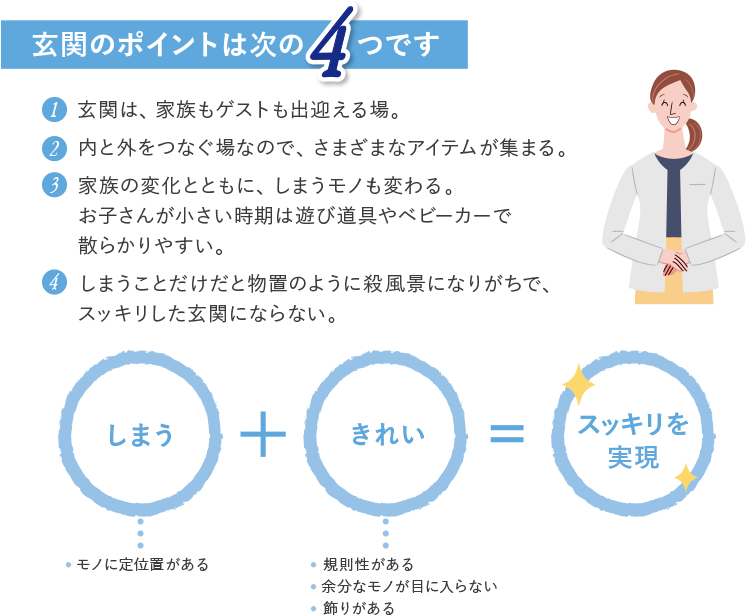 玄関のポイントは次の4つです
1 玄関は、家族もゲストも出迎える場。
2 内と外をつなぐ場なので、さまざまなアイテムが集まる。
3 家族の変化とともに、しまうモノも変わる。
お子さんが小さい時期は遊び道具やベビーカーで
散らかりやすい。
4 しまうことだけだと物置のように殺風景になりがちで、
スッキリした玄関にならない。
しまう
+
きれい
=
スッキリを
実現
・モノに定位置がある
・規則性がある
・余分なモノが目に入らない
・飾りがある